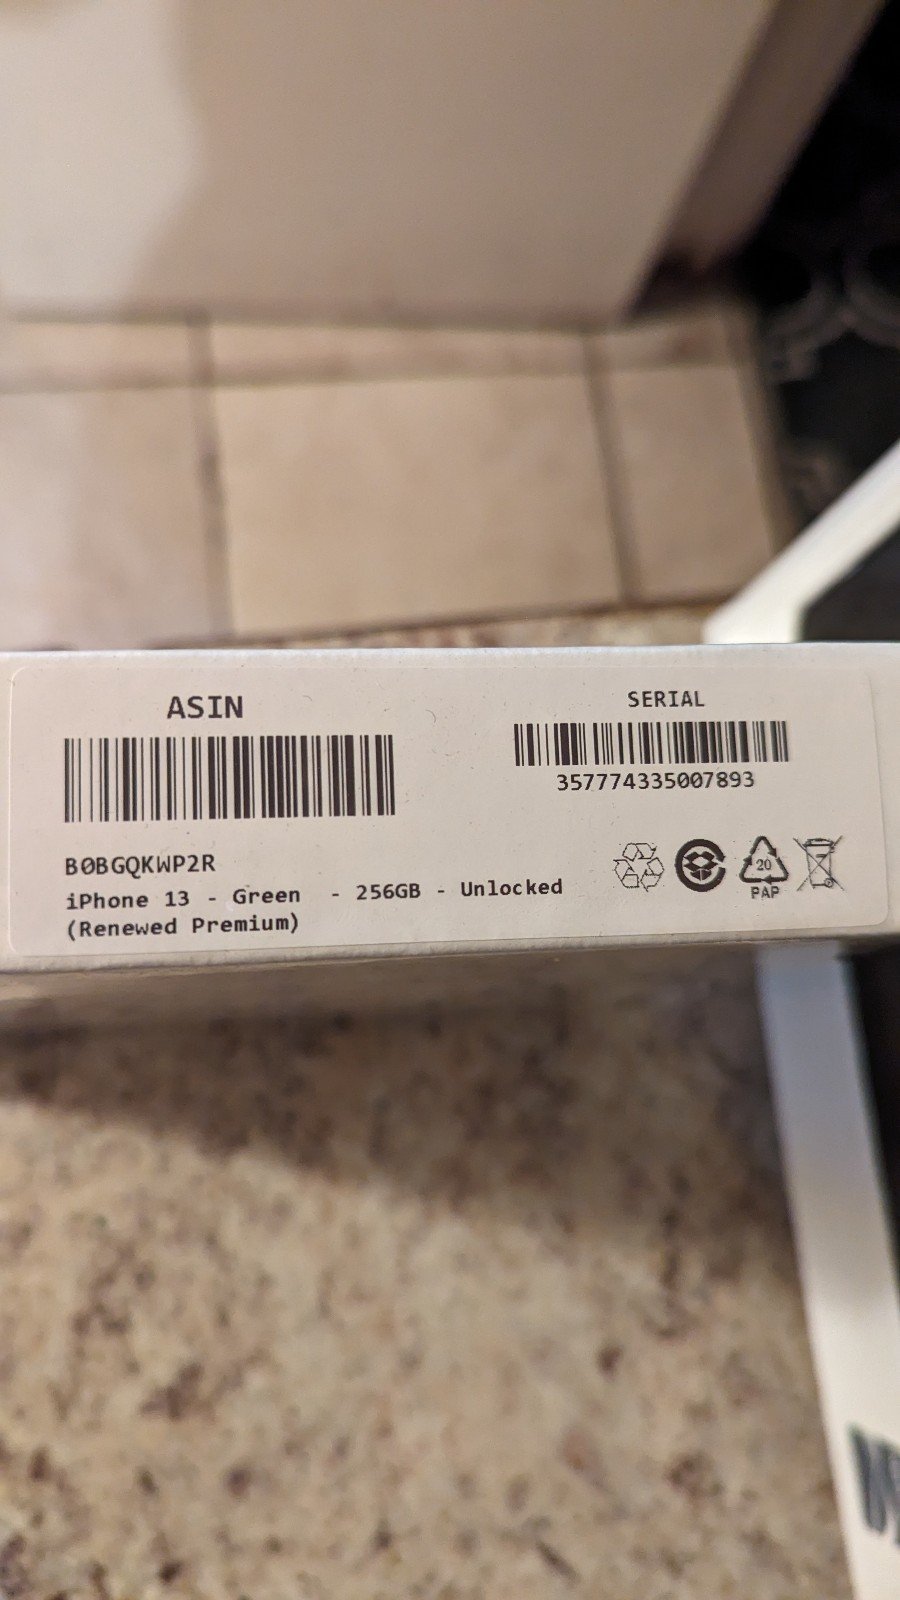 ASIN
B0BGQKWP2R
iPhone 13 - Green  - 256GB - Unlocked
(Renewed Premium)
SERIAL
357774335007893
20
PAP